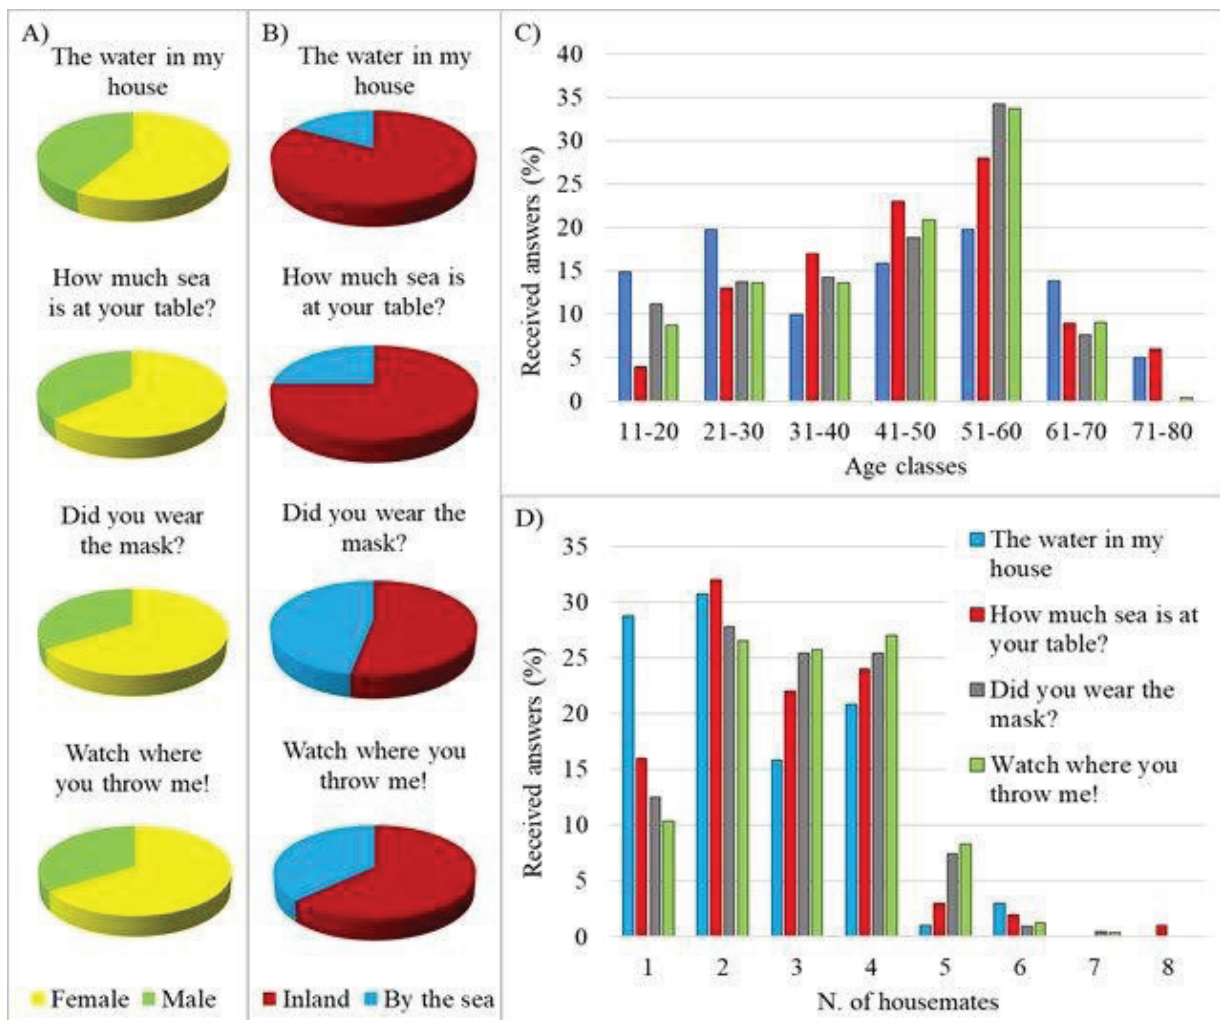 A)
The water in my
house
How much sea
is at your table?
Did you wear
the mask?
Watch where
you throw me!
Female
Male
B)
The water in my
house
How much sea is
at your table?
Did you wear the
mask?
Watch where you
throw me!
Inland
By the sea
C)
Received answers (%)
40
35
30
25
20
15
10
5
0
11-20 21-30 31-40 41-50 51-60 61-70 71-80
Age classes
D)
Received answers (%)
35
30
25
20
15
10
5
0
1 2 3 4 5 6 7 8
N. of housemates
The water in my
house
How much sea is at
your table?
Did you wear the
mask?
Watch where you
throw me!